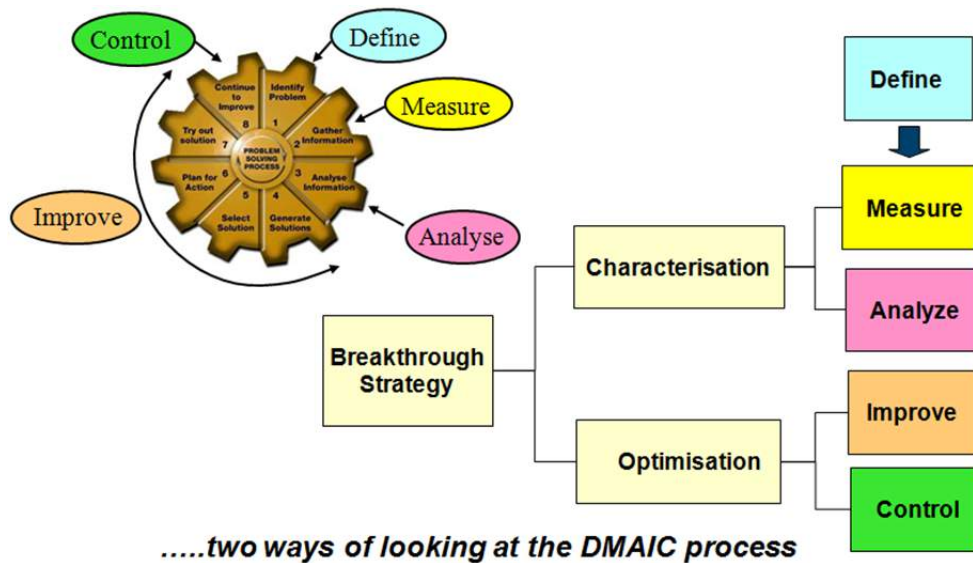 Control
Define
Measure
Analyse
Improve
Continue
to
Improve
8
Identify
Problem
1
Gather
Information
2
Analyse
Information
3
Generate
Solutions
4
Select
Solution
5
Plan for
Action
6
Try out
solution
7
PROBLEM
SOLVING
PROCESS
Breakthrough
Strategy
Characterisation
Optimisation
Define
Measure
Analyze
Improve
Control
.....two ways of looking at the DMAIC process